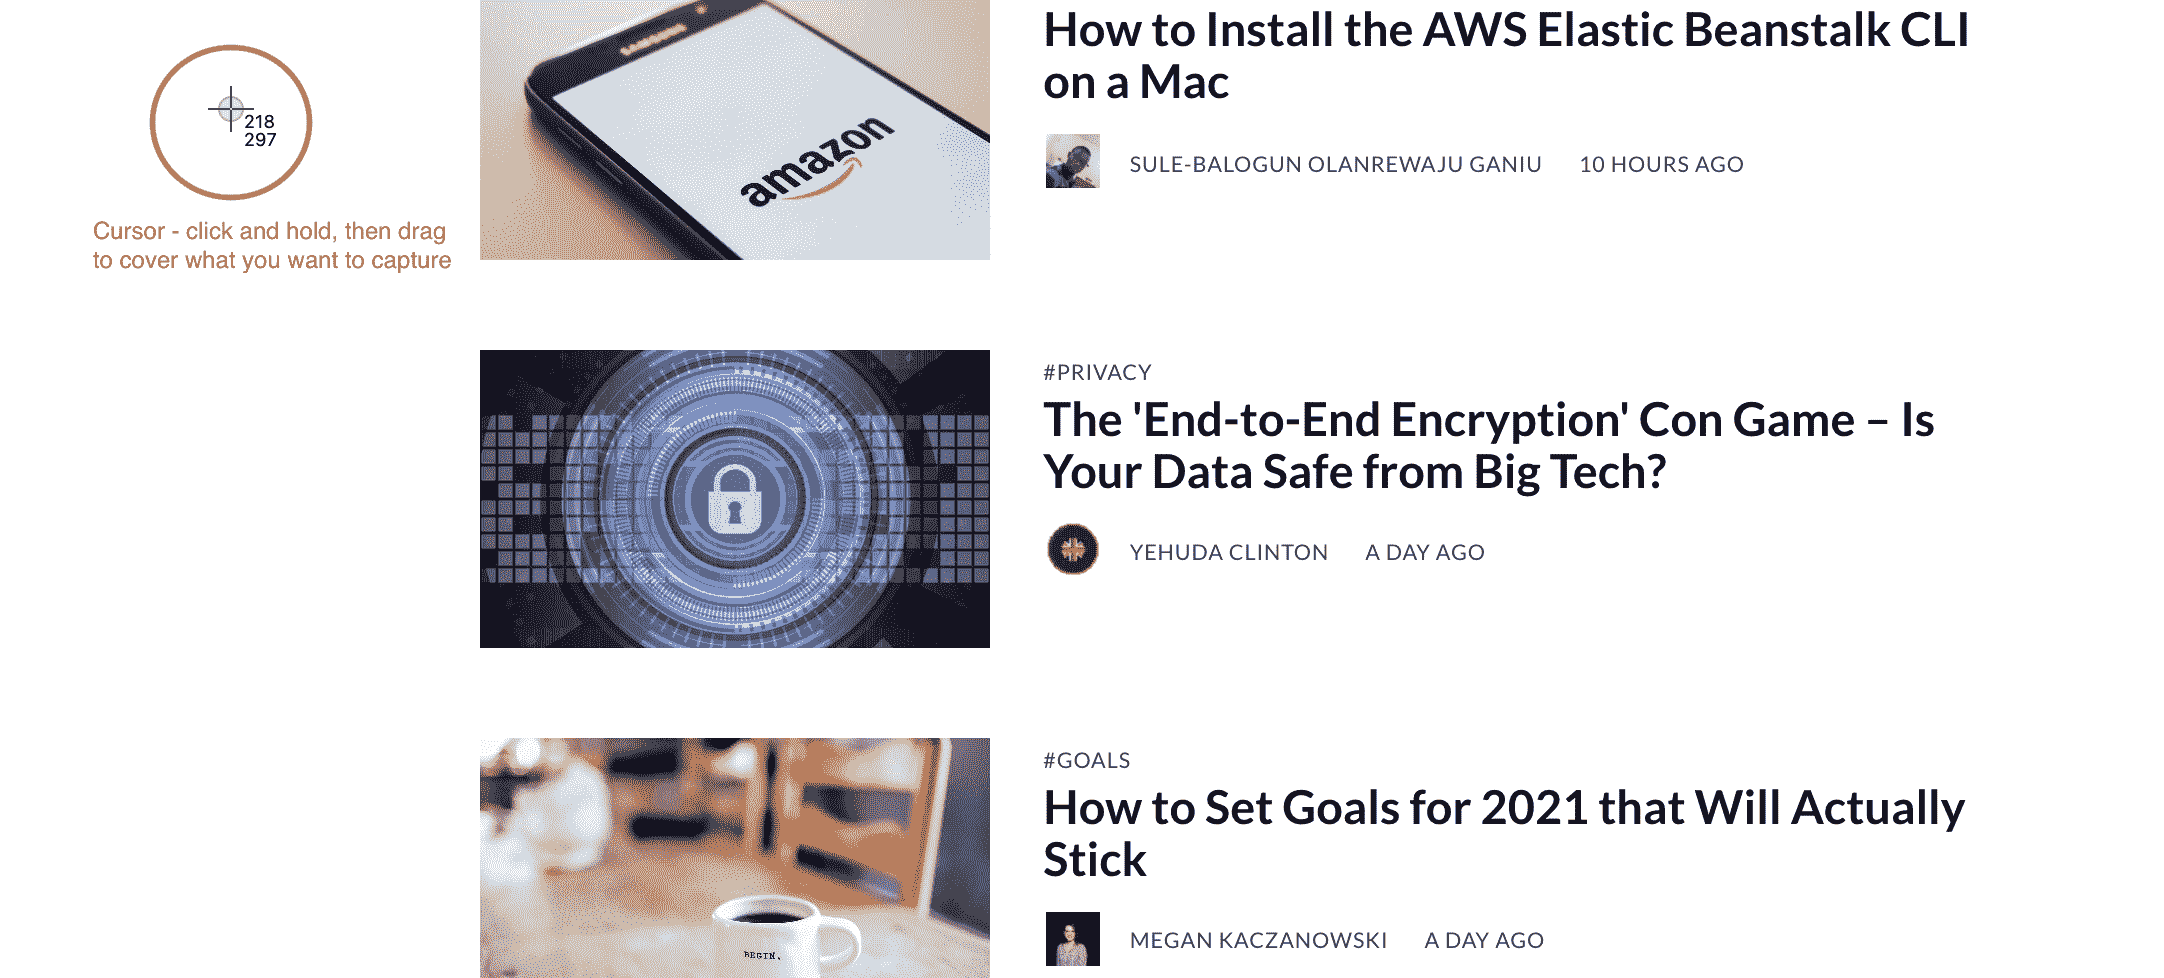 218
297
Cursor - click and hold, then drag
to cover what you want to capture
SAMSUNG
amazon
How to Install the AWS Elastic Beanstalk CLI
on a Mac
SULE-BALOGUN OLANREWAJU GANIU 10 HOURS AGO
#PRIVACY
The 'End-to-End Encryption' Con Game – Is
Your Data Safe from Big Tech?
YEHUDA CLINTON A DAY AGO
#GOALS
How to Set Goals for 2021 that Will Actually
Stick
BEGIN.
MEGAN KACZANOWSKI A DAY AGO